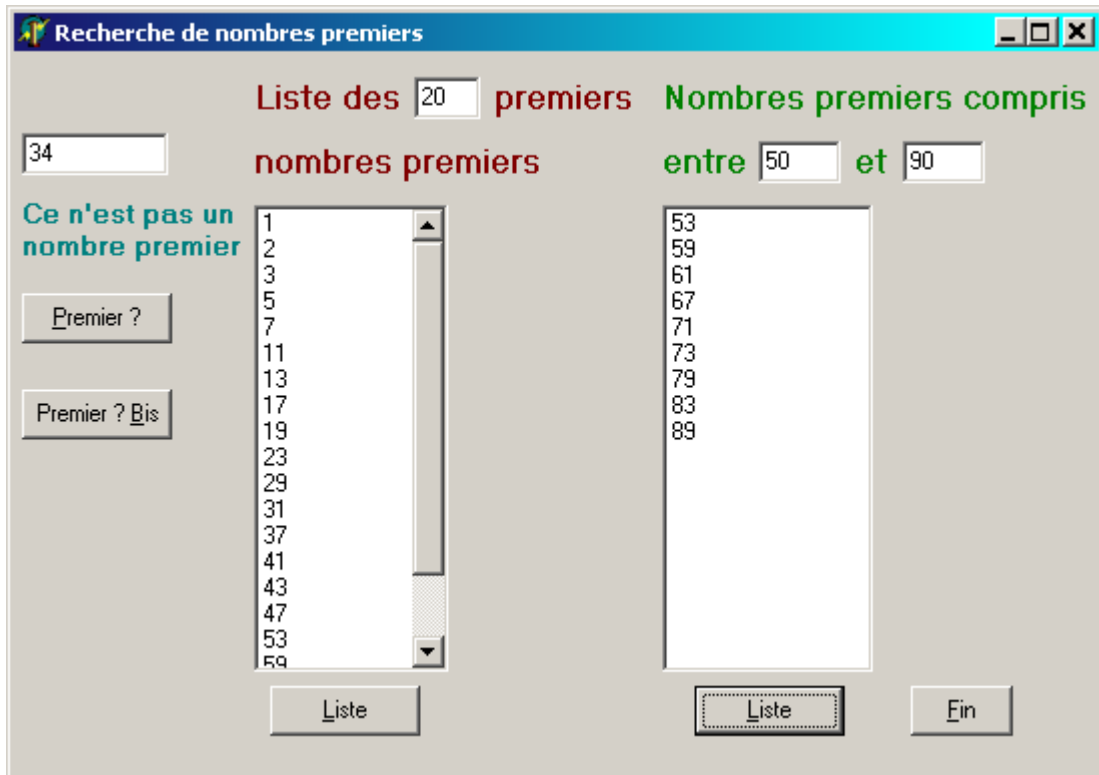 Recherche de nombres premiers
34
Ce n'est pas un
nombre premier
Premier ?
Premier ? Bis
Liste des 20 premiers
nombres premiers
1
2
3
5
7
11
13
17
19
23
29
31
37
41
43
47
53
59
Liste
Nombres premiers compris
entre 50 et 90
53
59
61
67
71
73
79
83
89
Liste
Fin